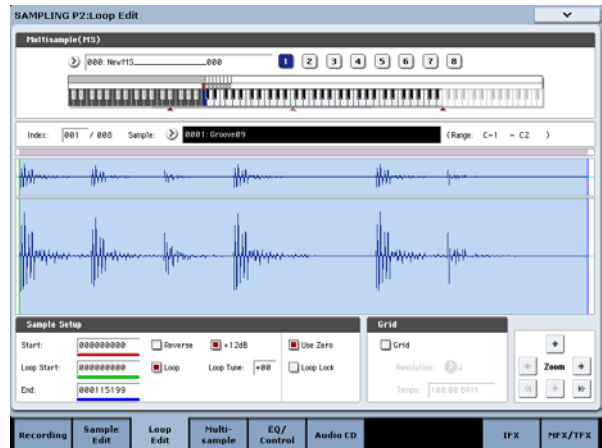 SAMPLING P2:Loop Edit
Multisample(MS)
000: NewMS_______________000
1 2 3 4 5 6 7 8
Index: 001 / 008 Sample: 0001: Groove09 (Range: C-1 - C2 )
Sample Setup Grid
Start: 000000000 Reverse +12dB Use Zero Grid
Loop Start: 000000000 Loop Loop Tune: +00 Loop Lock Resolution: Zoom
End: 000115199 Tempo: 100.00 BPM
Recording Sample Edit Loop Edit Multi-sample EQ/Control Audio CD IFX MFX/TFX